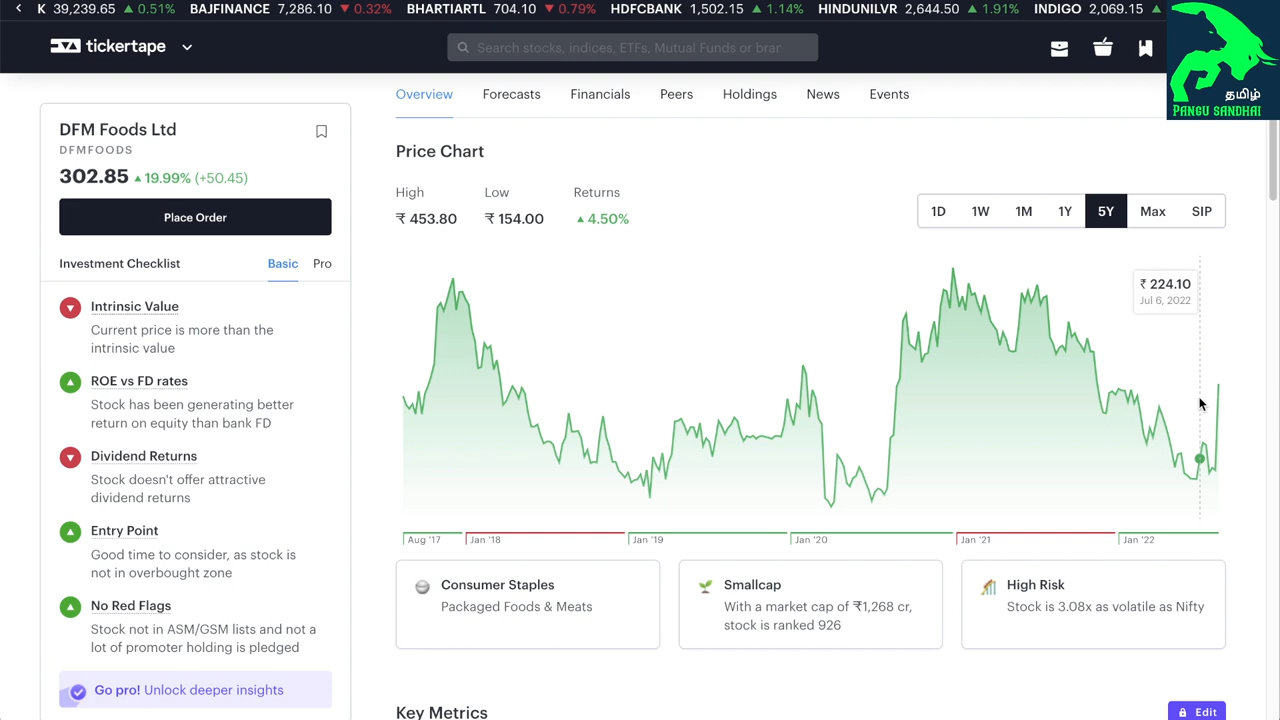 K 39,239.65 ▲ 0.51% BAJFINANCE 7,286.10 ▼ 0.32% BHARTIARTL 704.10 ▼ 0.79% HDFCBANK 1,502.15 ▲ 1.14% HINDUNILVR 2,644.50 ▲ 1.91% INDIGO 2,069.15 ▲
tickertape
Search stocks, indices, ETFs, Mutual Funds or brar
தமிழ்
PANGU SANDHAI
Overview Forecasts Financials Peers Holdings News Events
DFM Foods Ltd
DFMFOODS
302.85 ▲ 19.99% (+50.45)
Place Order
Investment Checklist Basic Pro
Intrinsic Value
Current price is more than the
intrinsic value
ROE vs FD rates
Stock has been generating better
return on equity than bank FD
Dividend Returns
Stock doesn't offer attractive
dividend returns
Entry Point
Good time to consider, as stock is
not in overbought zone
No Red Flags
Stock not in ASM/GSM lists and not a
lot of promoter holding is pledged
Go pro! Unlock deeper insights
Price Chart
High Low Returns
₹ 453.80 ₹ 154.00 ▲ 4.50%
1D 1W 1M 1Y 5Y Max SIP
₹ 224.10
Jul 6, 2022
Aug '17 Jan '18 Jan '19 Jan '20 Jan '21 Jan '22
Consumer Staples
Packaged Foods & Meats
Smallcap
With a market cap of ₹1,268 cr,
stock is ranked 926
High Risk
Stock is 3.08x as volatile as Nifty
Key Metrics
Edit